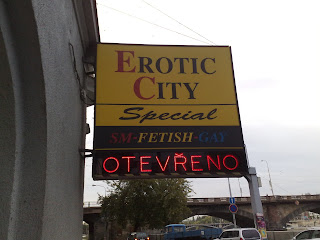 EROTIC
CITY
Special
SM-FETISH-GAY
OTEVŘENO